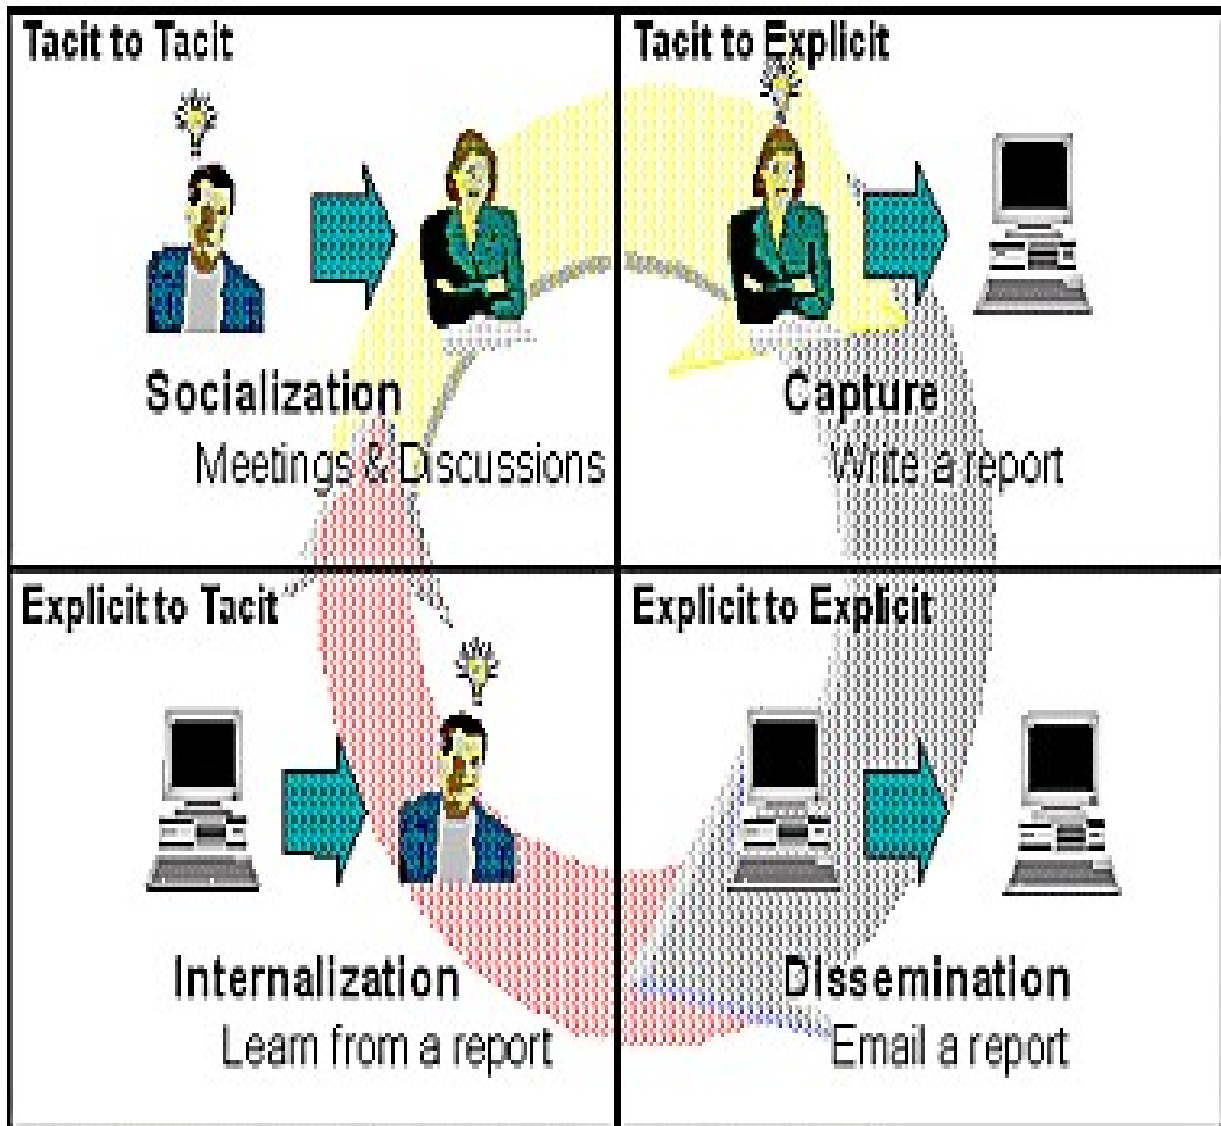 Tacit to Tacit
Socialization
Meetings & Discussions
Tacit to Explicit
Capture
Write a report
Explicit to Tacit
Internalization
Learn from a report
Explicit to Explicit
Dissemination
Email a report